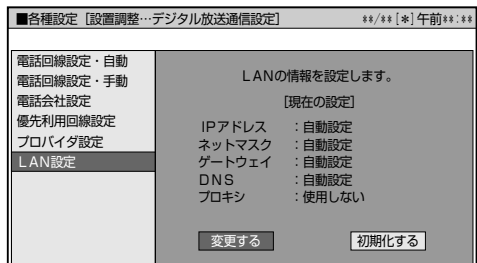 ■各種設定［設置調整…デジタル放送通信設定］ **/**[*]午前**:**
電話回線設定・自動
電話回線設定・手動
電話会社設定
優先利用回線設定
プロバイダ設定
LAN設定
LANの情報を設定します。
［現在の設定］
IPアドレス ：自動設定
ネットマスク ：自動設定
ゲートウェイ ：自動設定
DNS ：自動設定
プロキシ ：使用しない
変更する 初期化する